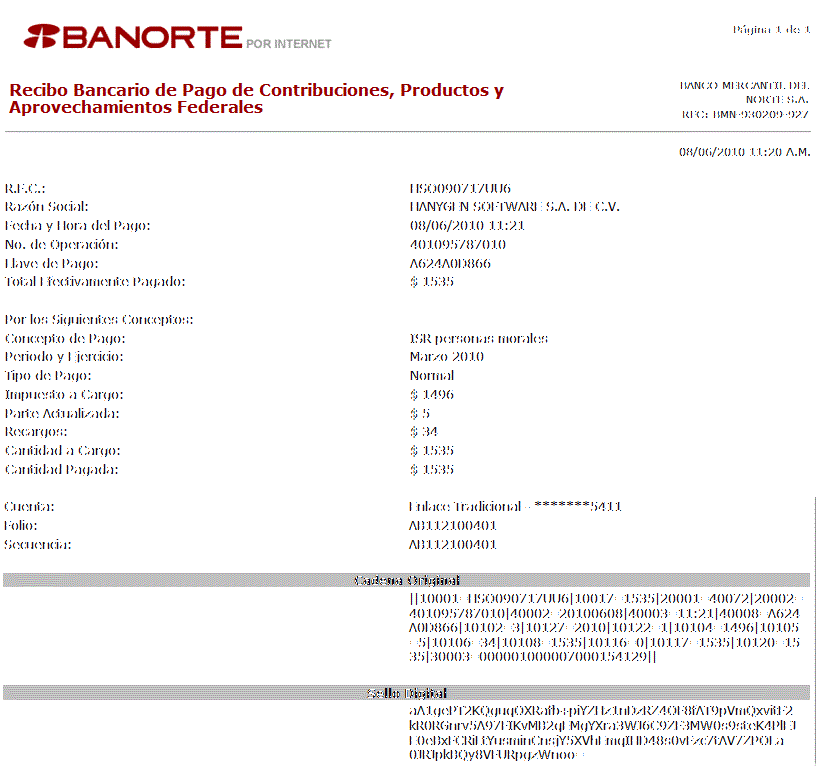 BANORTE POR INTERNET
Página 1 de 1
Recibo Bancario de Pago de Contribuciones, Productos y
Aprovechamientos Federales
BANCO MERCANTIL DEL
NORTE S.A.
RFC: BMN-930209-927
08/06/2010 11:20 A.M.
R.F.C.: HSO090717UU6
Razón Social: HANYGEN SOFTWARE S.A. DE C.V.
Fecha y Hora del Pago: 08/06/2010 11:21
No. de Operación: 401095787010
Llave de Pago: A624A0D866
Total Efectivamente Pagado: $ 1535
Por los Siguientes Conceptos:
Concepto de Pago: ISR personas morales
Periodo y Ejercicio: Marzo 2010
Tipo de Pago: Normal
Impuesto a Cargo: $ 1496
Parte Actualizada: $ 5
Recargos: $ 34
Cantidad a Cargo: $ 1535
Cantidad Pagada: $ 1535
Cuenta: Enlace Tradicional - *******5411
Folio: AB112100401
Secuencia: AB112100401
Cadena Original
||10001=HSO090717UU6|10017=1535|20001=40072|20002=
401095787010|40002=20100608|40003=11:21|40008=A624
A0D866|10102=3|10127=2010|10122=1|10104=1496|10105
=5|10106=34|10108=1535|10116=0|10117=1535|10120=15
35|30003=000001000007000154129||
Sello Digital